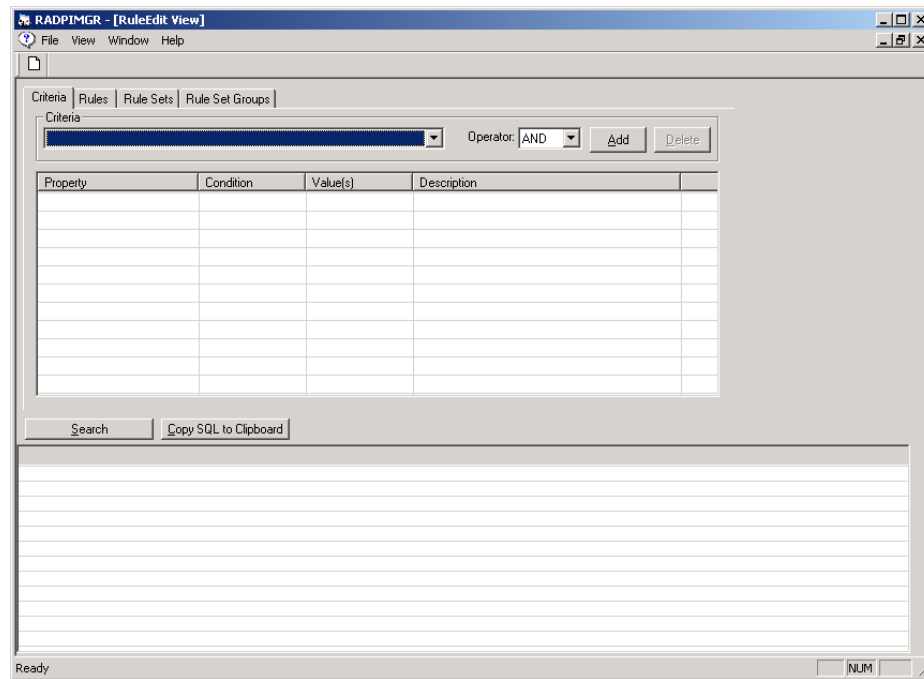 RADPIMGR - [RuleEdit View]
File View Window Help
Criteria Rules Rule Sets Rule Set Groups
Criteria
Operator: AND Add Delete
Property Condition Value(s) Description
Search Copy SQL to Clipboard
Ready NUM